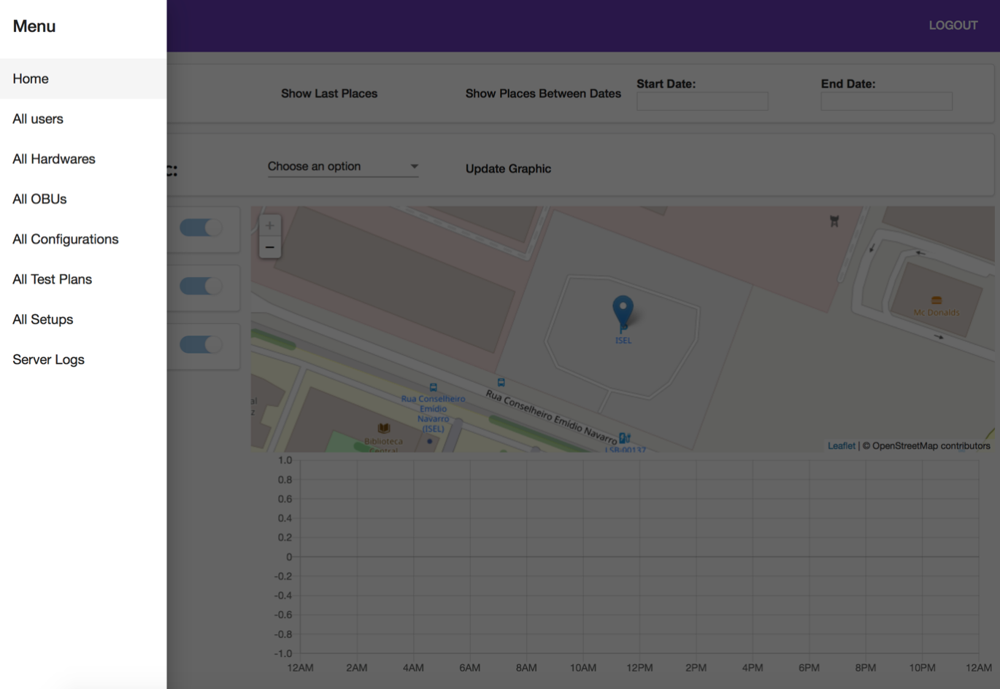 Menu
LOGOUT
Home
All users
All Hardwares
All OBUs
All Configurations
All Test Plans
All Setups
Server Logs
Show Last Places
Show Places Between Dates
Start Date:
End Date:
c:
Choose an option
Update Graphic
+
−
Mc Donalds
ISEL
Rua Conselheiro
Emídio
Navarro
(ISEL)
Rua Conselheiro Emídio Navarro
Biblioteca
Central
LSB-00137
al
z
Leaflet | © OpenStreetMap contributors
1.0
0.8
0.6
0.4
0.2
0
-0.2
-0.4
-0.6
-0.8
-1.0
12AM 2AM 4AM 6AM 8AM 10AM 12PM 2PM 4PM 6PM 8PM 10PM 12AM